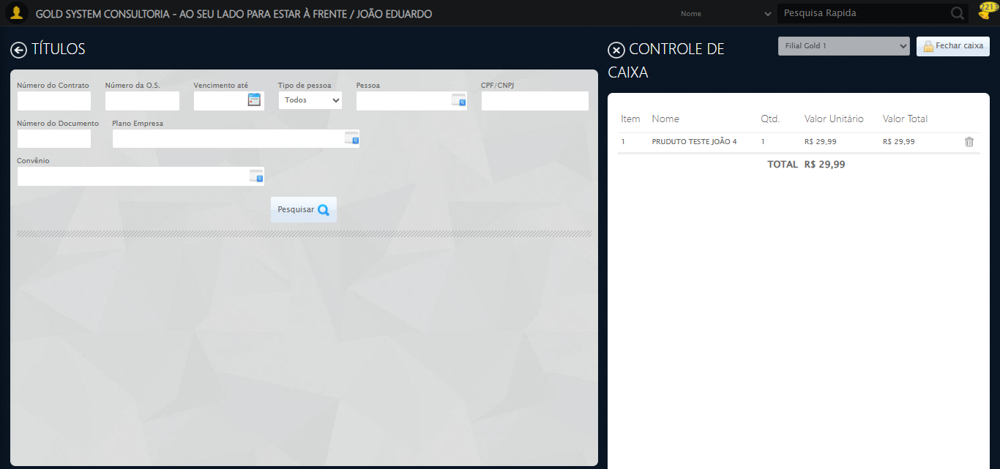 GOLD SYSTEM CONSULTORIA - AO SEU LADO PARA ESTAR À FRENTE / JOÃO EDUARDO
Nome
Pesquisa Rapida
2213
TÍTULOS
Número do Contrato
Número da O.S.
Vencimento até
Tipo de pessoa
Pessoa
CPF/CNPJ
Todos
Número do Documento
Plano Empresa
Convênio
Pesquisar
CONTROLE DE
CAIXA
Filial Gold 1
Fechar caixa
Item Nome Qtd. Valor Unitário Valor Total
1 PRUDUTO TESTE JOÃO 4 1 R$ 29,99 R$ 29,99
TOTAL R$ 29,99